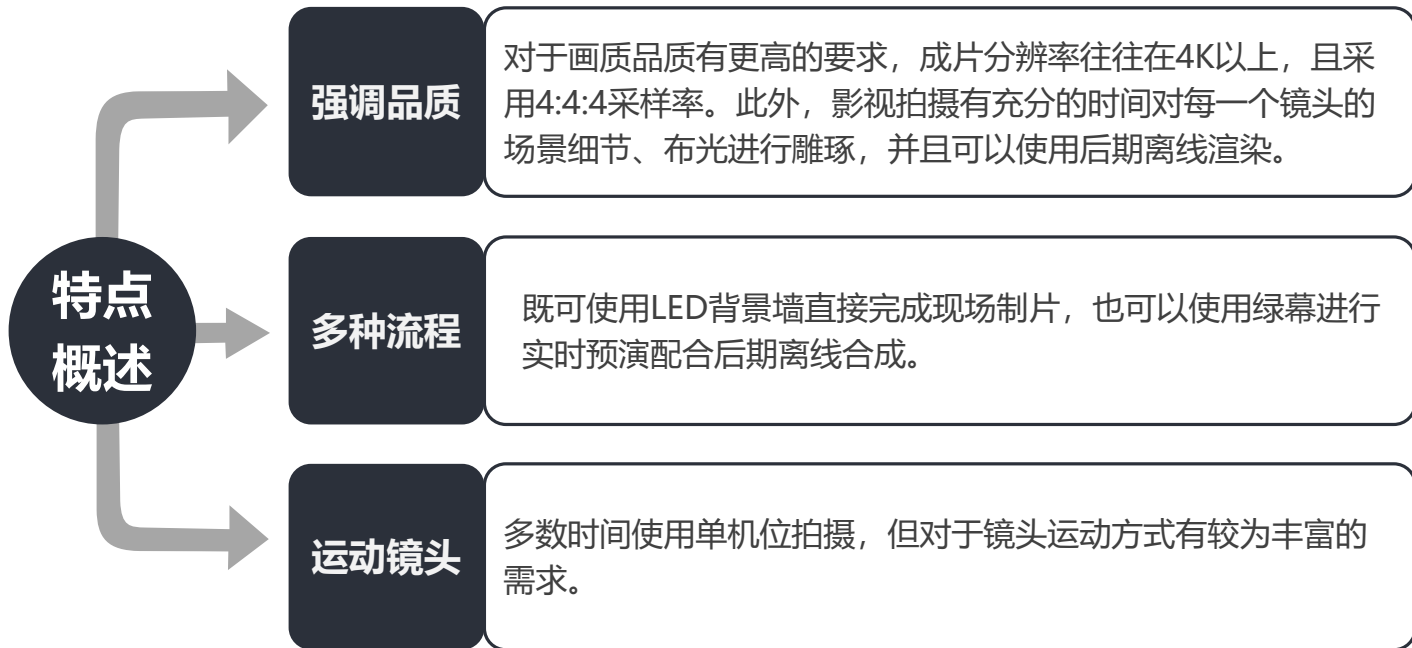 强调品质
对于画质品质有更高的要求，成片分辨率往往在4K以上，且采
用4:4:4采样率。此外，影视拍摄有充分的时间对每一个镜头的
场景细节、布光进行雕琢，并且可以使用后期离线渲染。
特点
概述
多种流程
既可使用LED背景墙直接完成现场制片，也可以使用绿幕进行
实时预演配合后期离线合成。
运动镜头
多数时间使用单机位拍摄，但对于镜头运动方式有较为丰富的
需求。